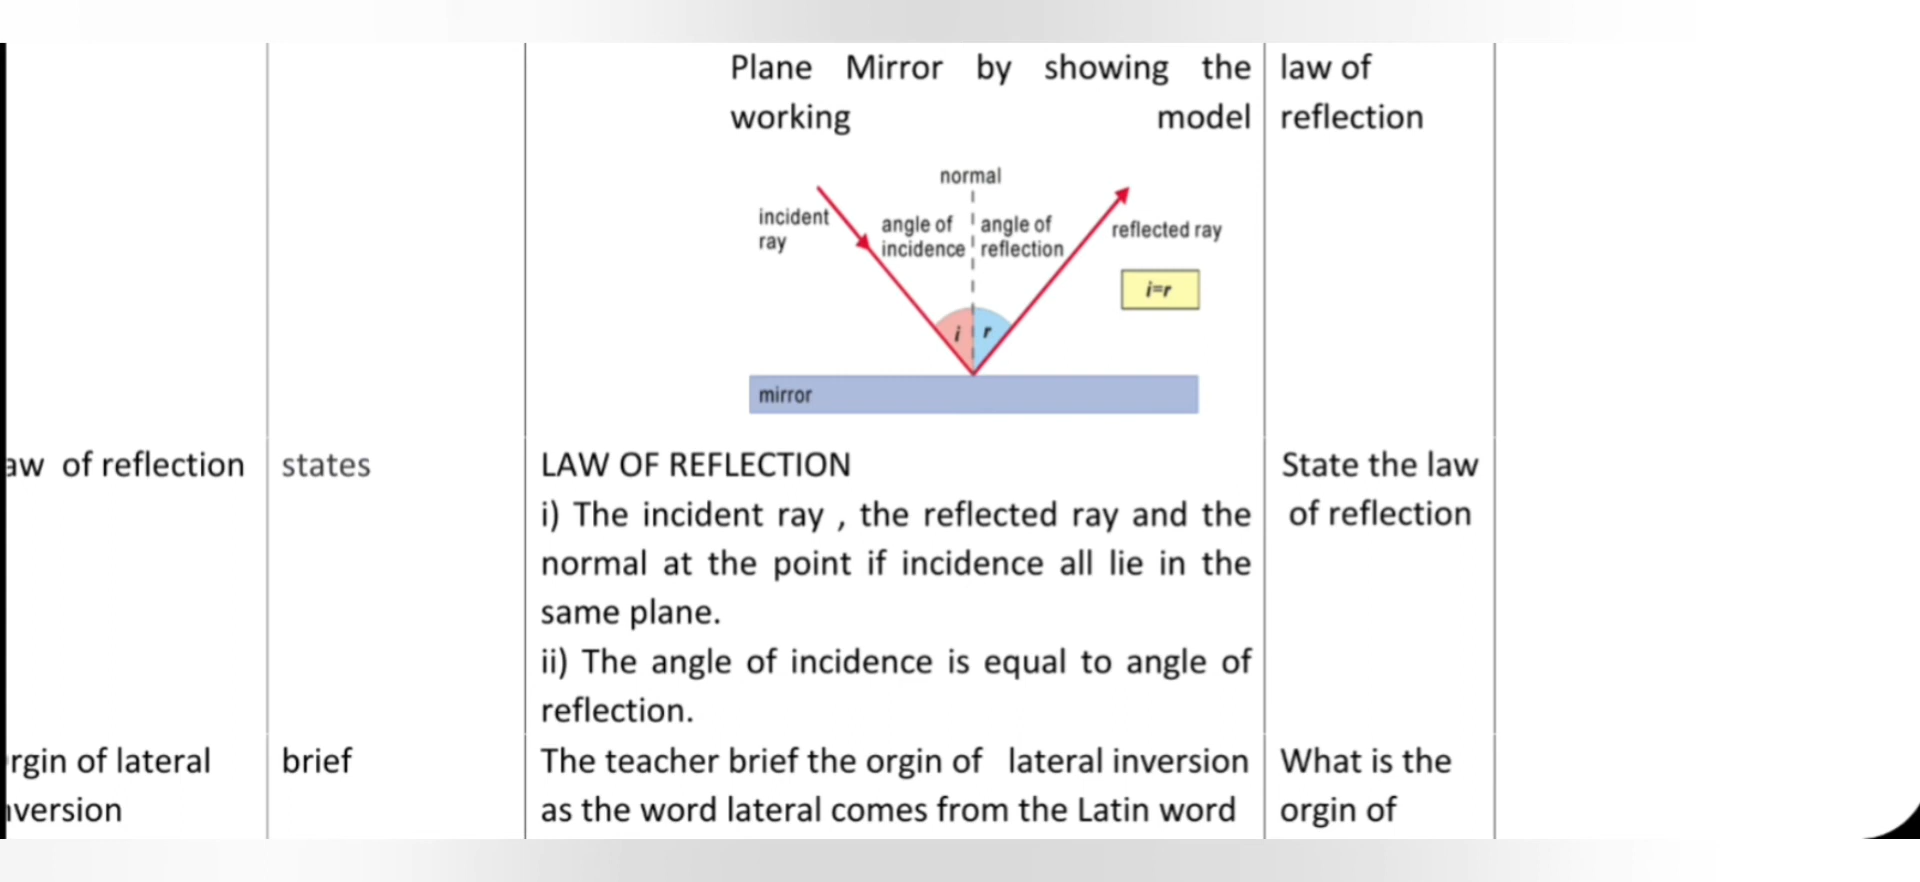 Plane Mirror by showing the
working model
law of
reflection
normal
incident
ray
angle of
incidence
angle of
reflection
reflected ray
i=r
i
r
mirror
aw of reflection
states
LAW OF REFLECTION
i) The incident ray , the reflected ray and the
normal at the point if incidence all lie in the
same plane.
ii) The angle of incidence is equal to angle of
reflection.
State the law
of reflection
rgin of lateral
version
brief
The teacher brief the orgin of lateral inversion
as the word lateral comes from the Latin word
What is the
orgin of